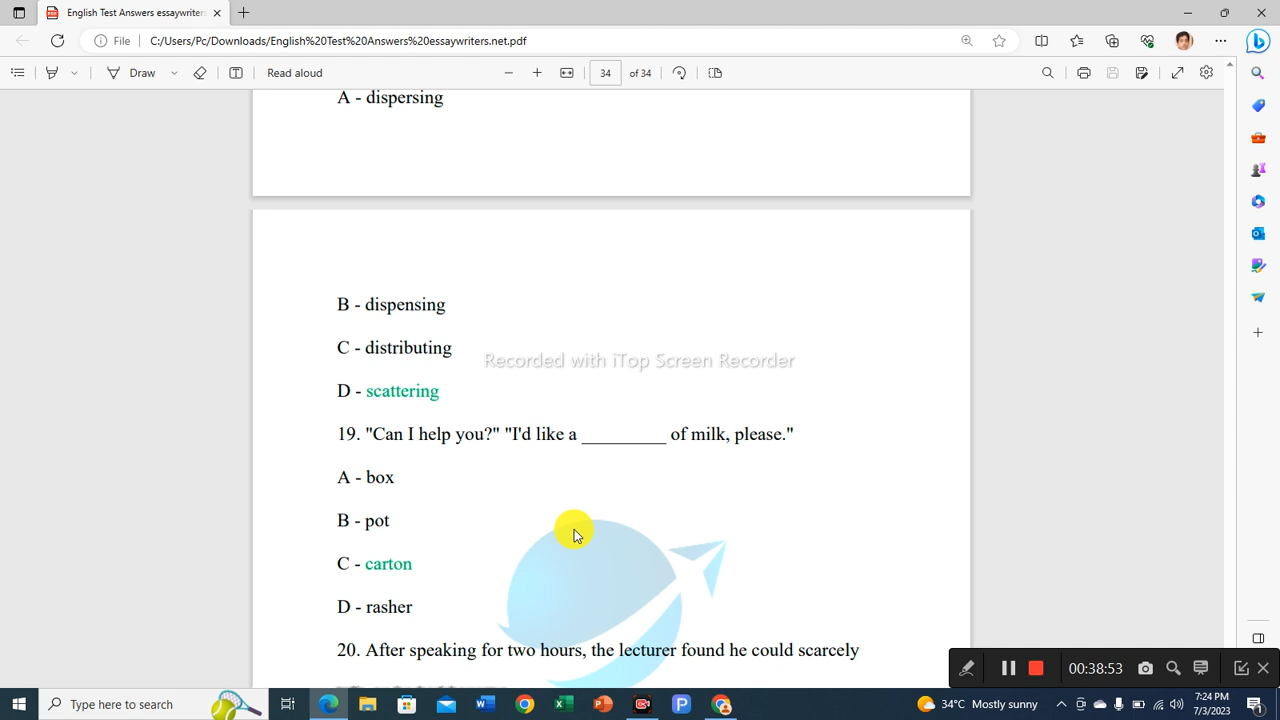 English Test Answers essaywriter
File
C:/Users/Pc/Downloads/English%20Test%20Answers%20essaywriters.net.pdf
Draw
Read aloud
34 of 34
A - dispersing
B - dispensing
C - distributing
Recorded with iTop Screen Recorder
D - scattering
19. "Can I help you?" "I'd like a _________ of milk, please."
A - box
B - pot
C - carton
D - rasher
20. After speaking for two hours, the lecturer found he could scarcely
00:38:53
Type here to search
34°C Mostly sunny
7:24 PM
7/3/2023